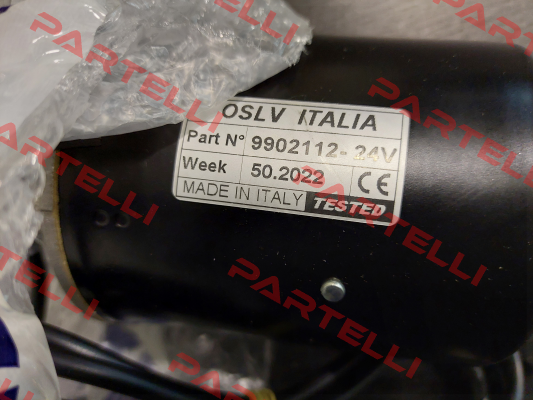 OSLV ITALIA
Part N° 9902112-24V
Week 50.2022 CE
MADE IN ITALY TESTED
PARTELLI
PARTELLI
PARTELLI
PARTELLI
PARTELLI
PARTELLI